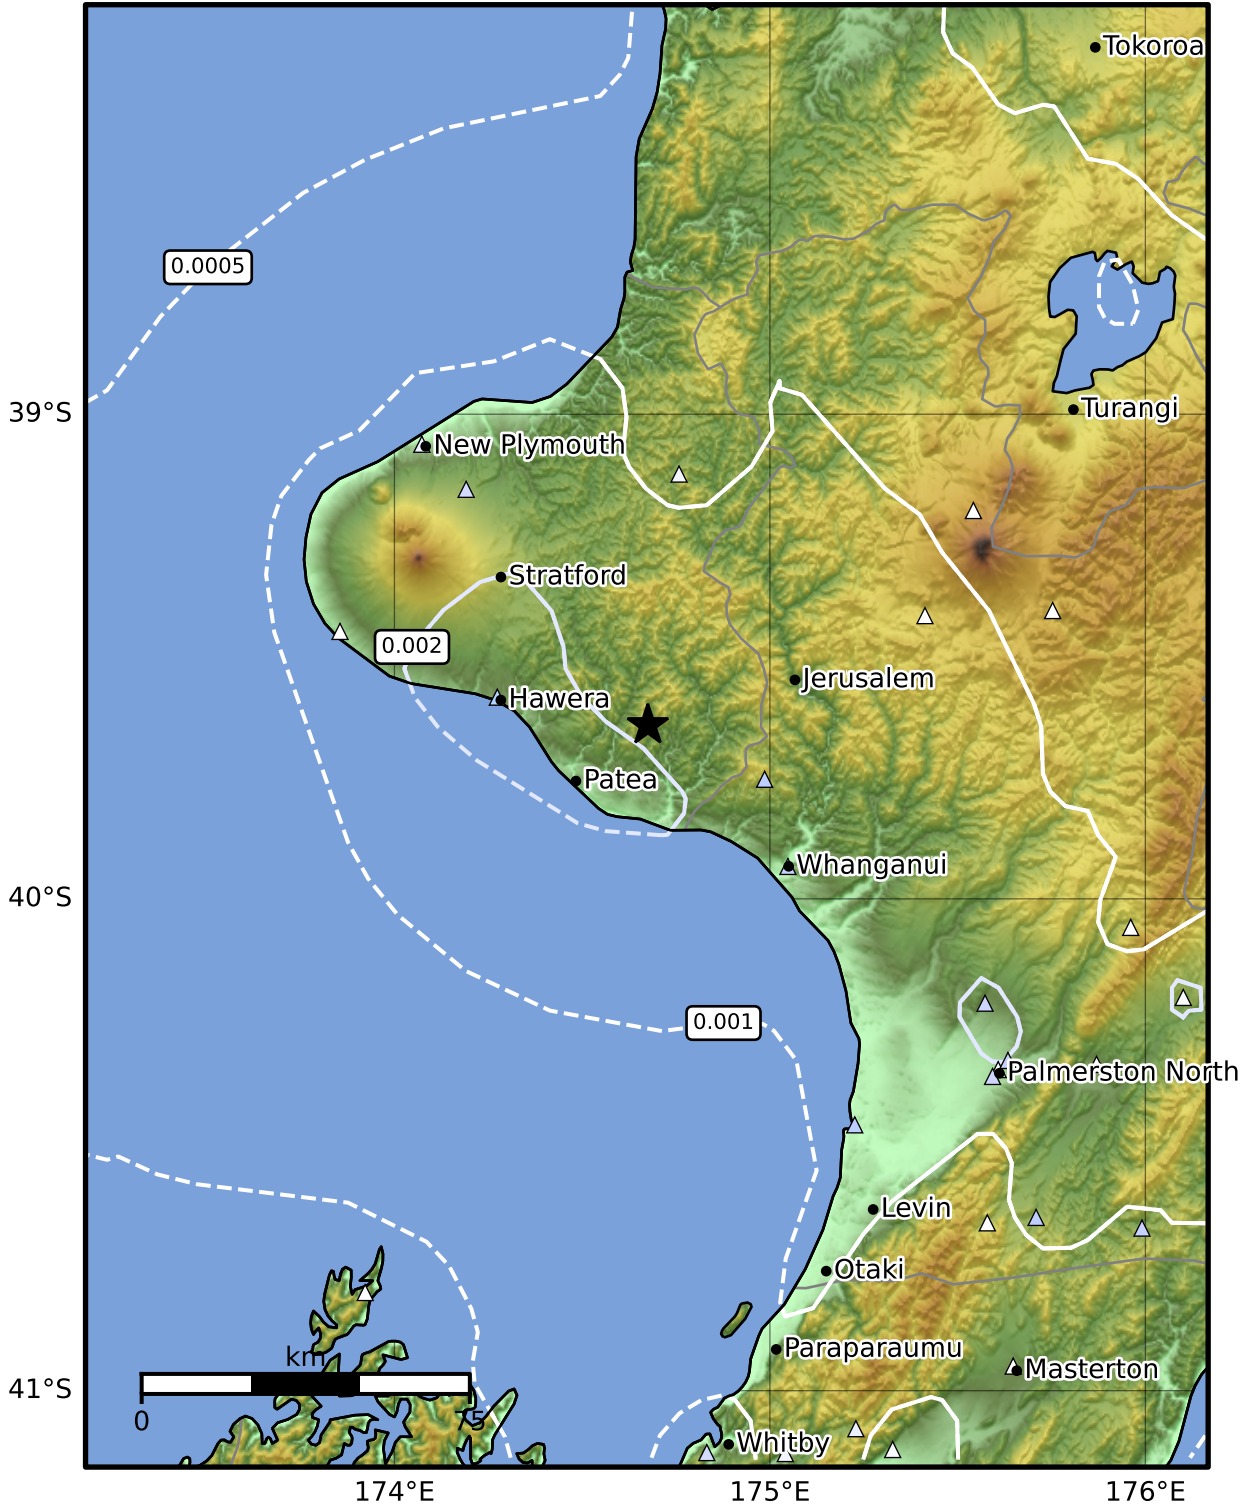 Tokoroa
0.0005
39°S
Turangi
New Plymouth
Stratford
0.002
Jerusalem
Hawera
Patea
Whanganui
40°S
0.001
Palmerston North
Levin
Otaki
km
Paraparaumu
Masterton
41°S
0
75
Whitby
174°E
175°E
176°E